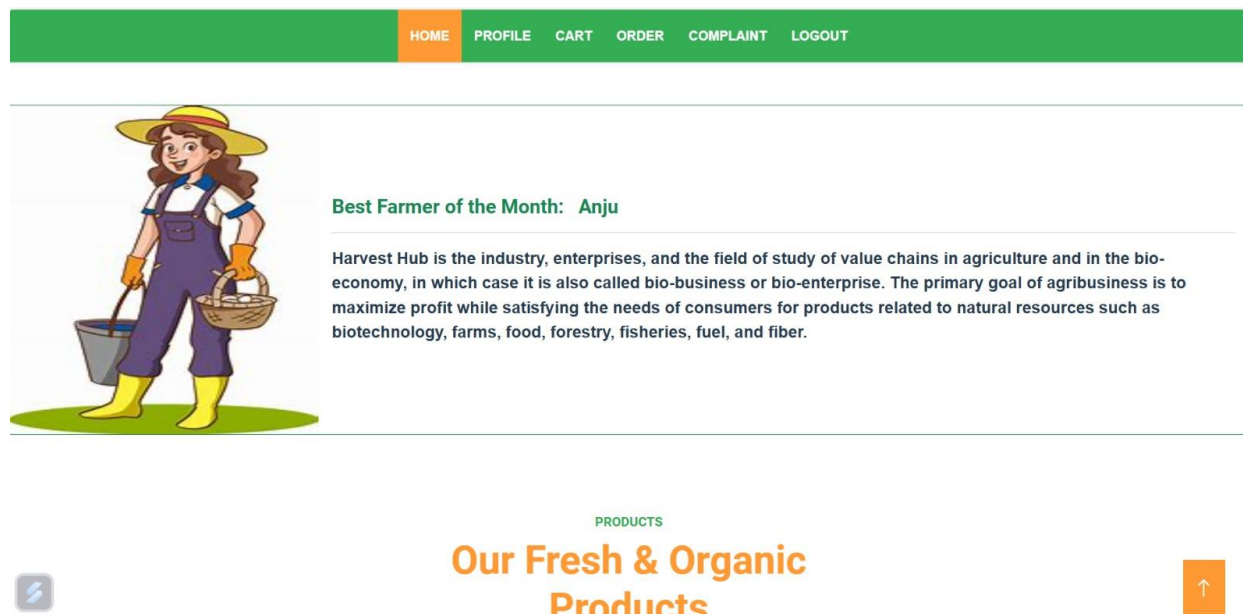 HOME PROFILE CART ORDER COMPLAINT LOGOUT
Best Farmer of the Month: Anju
Harvest Hub is the industry, enterprises, and the field of study of value chains in agriculture and in the bio-
economy, in which case it is also called bio-business or bio-enterprise. The primary goal of agribusiness is to
maximize profit while satisfying the needs of consumers for products related to natural resources such as
biotechnology, farms, food, forestry, fisheries, fuel, and fiber.
PRODUCTS
Our Fresh & Organic
Products